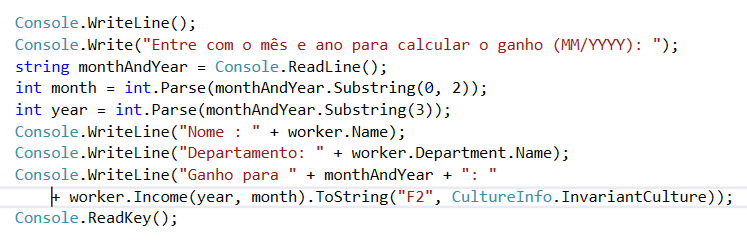 Console.WriteLine();
Console.Write("Entre com o mês e ano para calcular o ganho (MM/YYYY): ");
string monthAndYear = Console.ReadLine();
int month = int.Parse(monthAndYear.Substring(0, 2));
int year = int.Parse(monthAndYear.Substring(3));
Console.WriteLine("Nome : " + worker.Name);
Console.WriteLine("Departamento: " + worker.Department.Name);
Console.WriteLine("Ganho para " + monthAndYear + ": "
+ worker.Income(year, month).ToString("F2", CultureInfo.InvariantCulture));
Console.ReadKey();